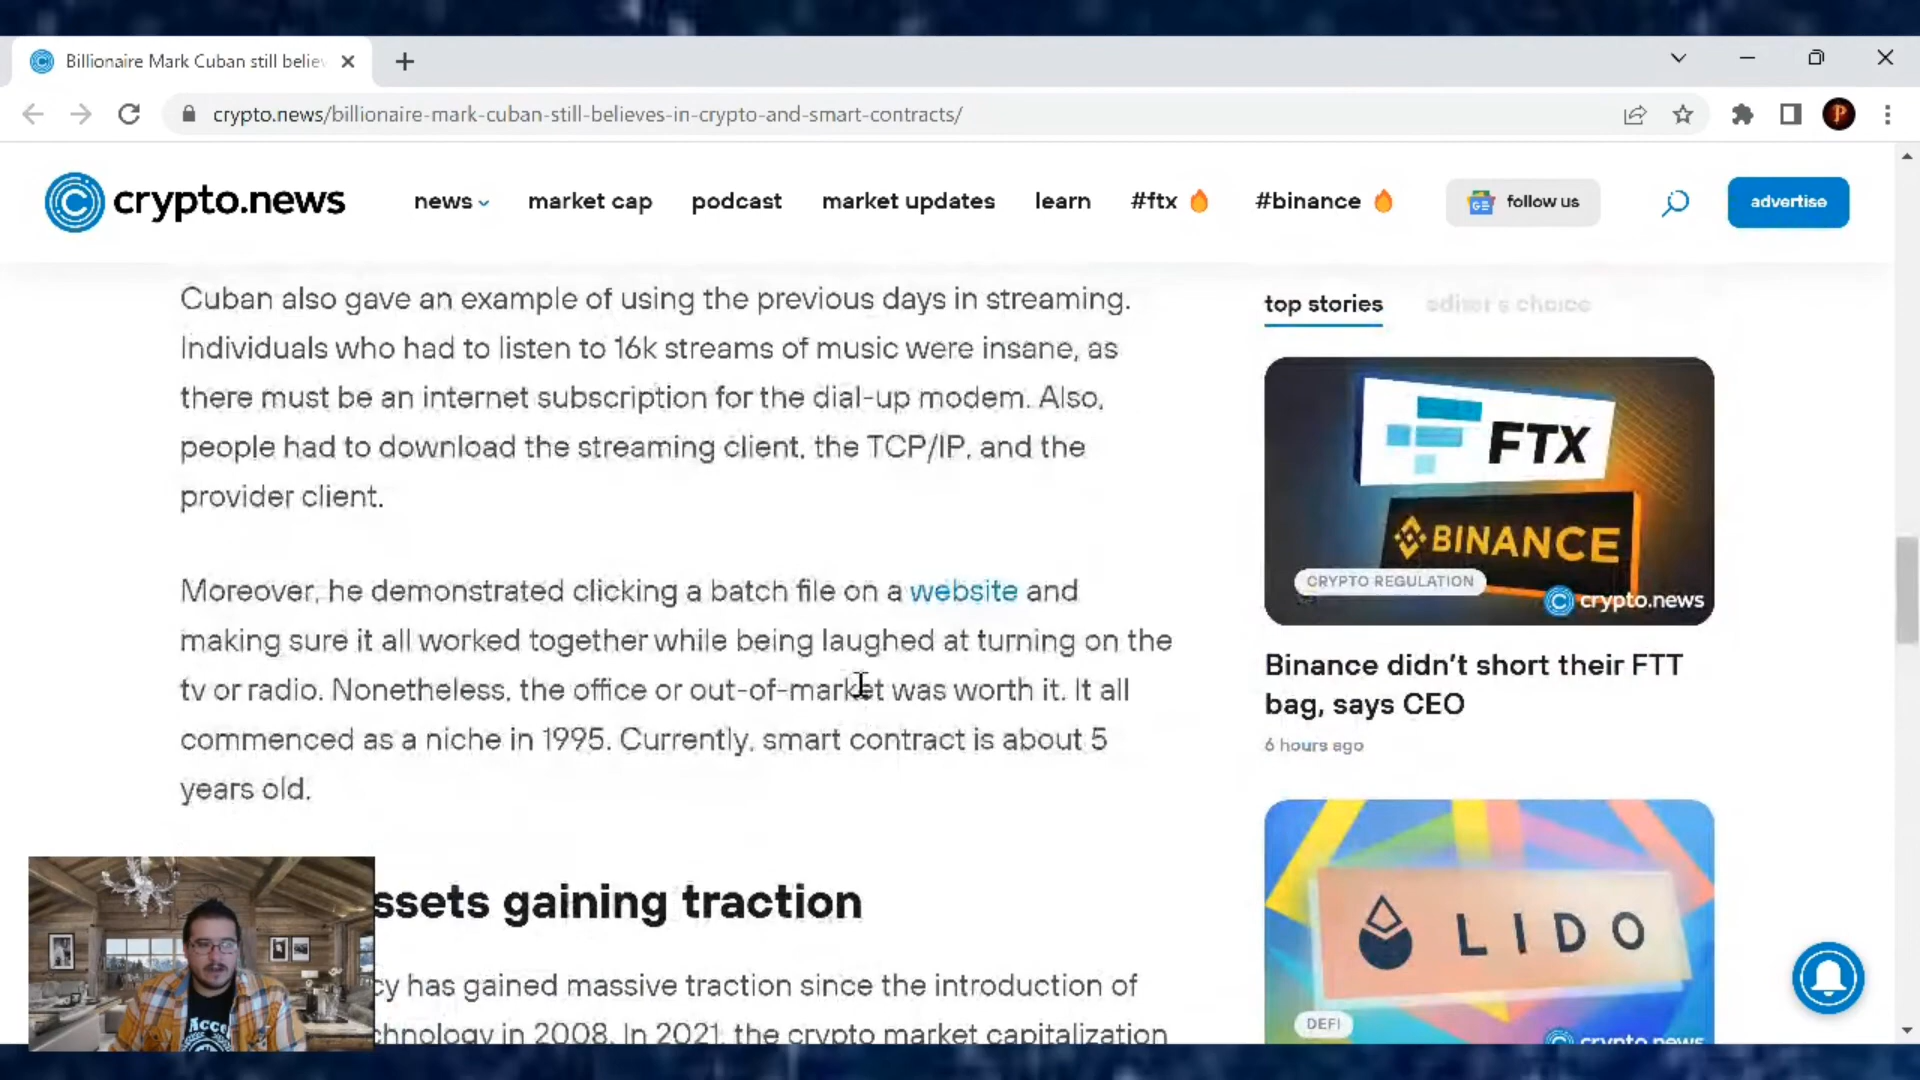 Billionaire Mark Cuban still belie
crypto.news/billionaire-mark-cuban-still-believes-in-crypto-and-smart-contracts/
crypto.news
news
market cap
podcast
market updates
learn
#ftx
#binance
follow us
advertise
Cuban also gave an example of using the previous days in streaming.
Individuals who had to listen to 16k streams of music were insane, as
there must be an internet subscription for the dial-up modem. Also,
people had to download the streaming client, the TCP/IP, and the
provider client.
Moreover, he demonstrated clicking a batch file on a website and
making sure it all worked together while being laughed at turning on the
tv or radio. Nonetheless, the office or out-of-market was worth it. It all
commenced as a niche in 1995. Currently, smart contract is about 5
years old.
ssets gaining traction
cy has gained massive traction since the introduction of
chnology in 2008. In 2021, the crypto market capitalization
top stories
editor's choice
FTX
BINANCE
CRYPTO REGULATION
crypto.news
Binance didn't short their FTT
bag, says CEO
6 hours ago
LIDO
DEFI
crypto.news
Acce